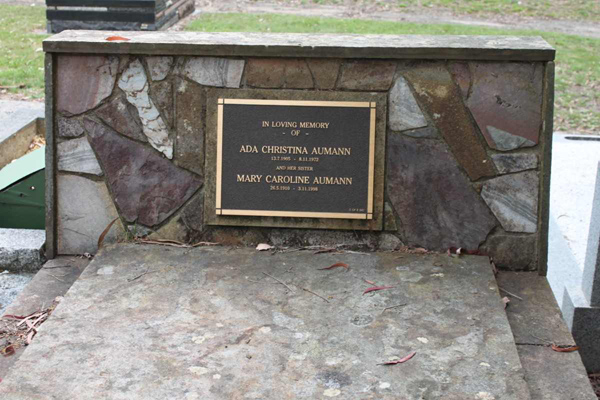 IN LOVING MEMORY
- OF -
ADA CHRISTINA AUMANN
AND HER SISTER
MARY CAROLINE AUMANN